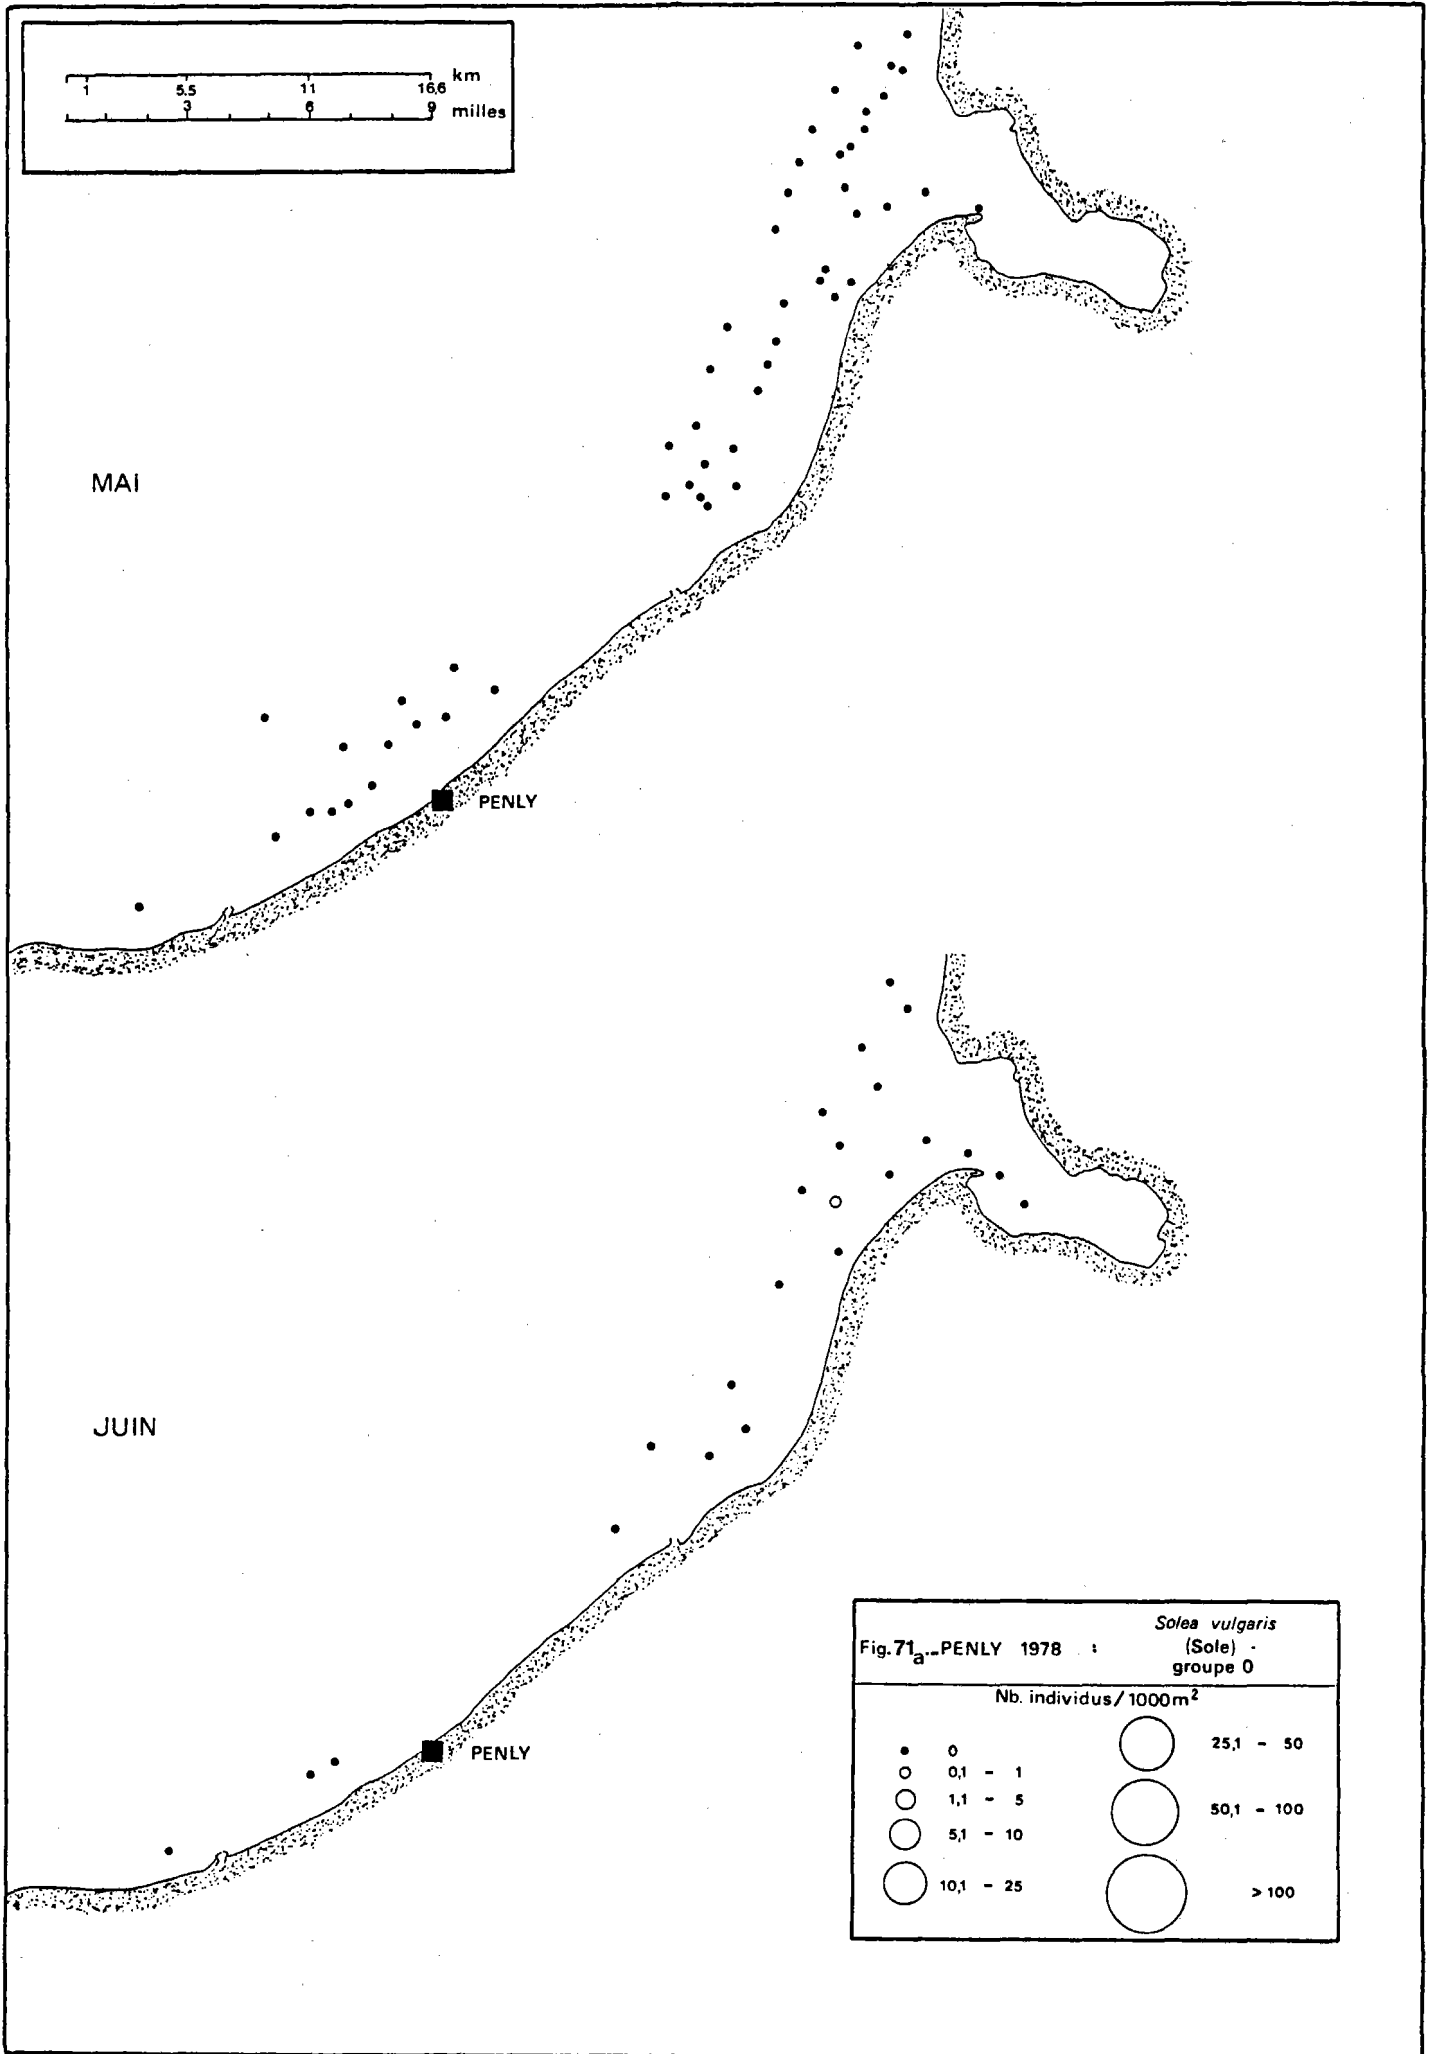 km
1 5.5 11 16,6
3 6 9 milles
MAI
PENLY
JUIN
PENLY
Fig.71a_PENLY 1978 :
Solea vulgaris
(Sole) -
groupe 0
Nb. individus/1000m²
0
0,1 - 1
1,1 - 5
5,1 - 10
10,1 - 25
25,1 - 50
50,1 - 100
> 100